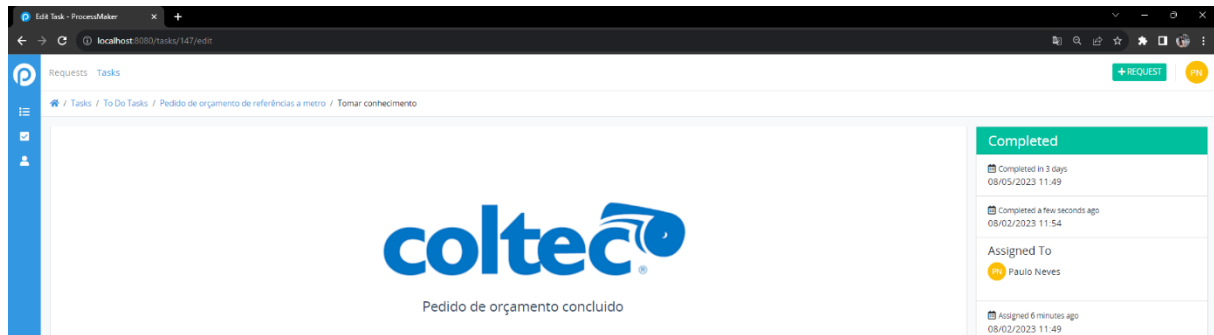 Edit Task - ProcessMaker
localhost:8080/tasks/147/edit
Requests Tasks
+ REQUEST PN
/ Tasks / To Do Tasks / Pedido de orçamento de referências a metro / Tomar conhecimento
Completed
Completed in 3 days
08/05/2023 11:49
Completed a few seconds ago
08/02/2023 11:54
coltec®
Assigned To
PN Paulo Neves
Pedido de orçamento concluido
Assigned 6 minutes ago
08/02/2023 11:49